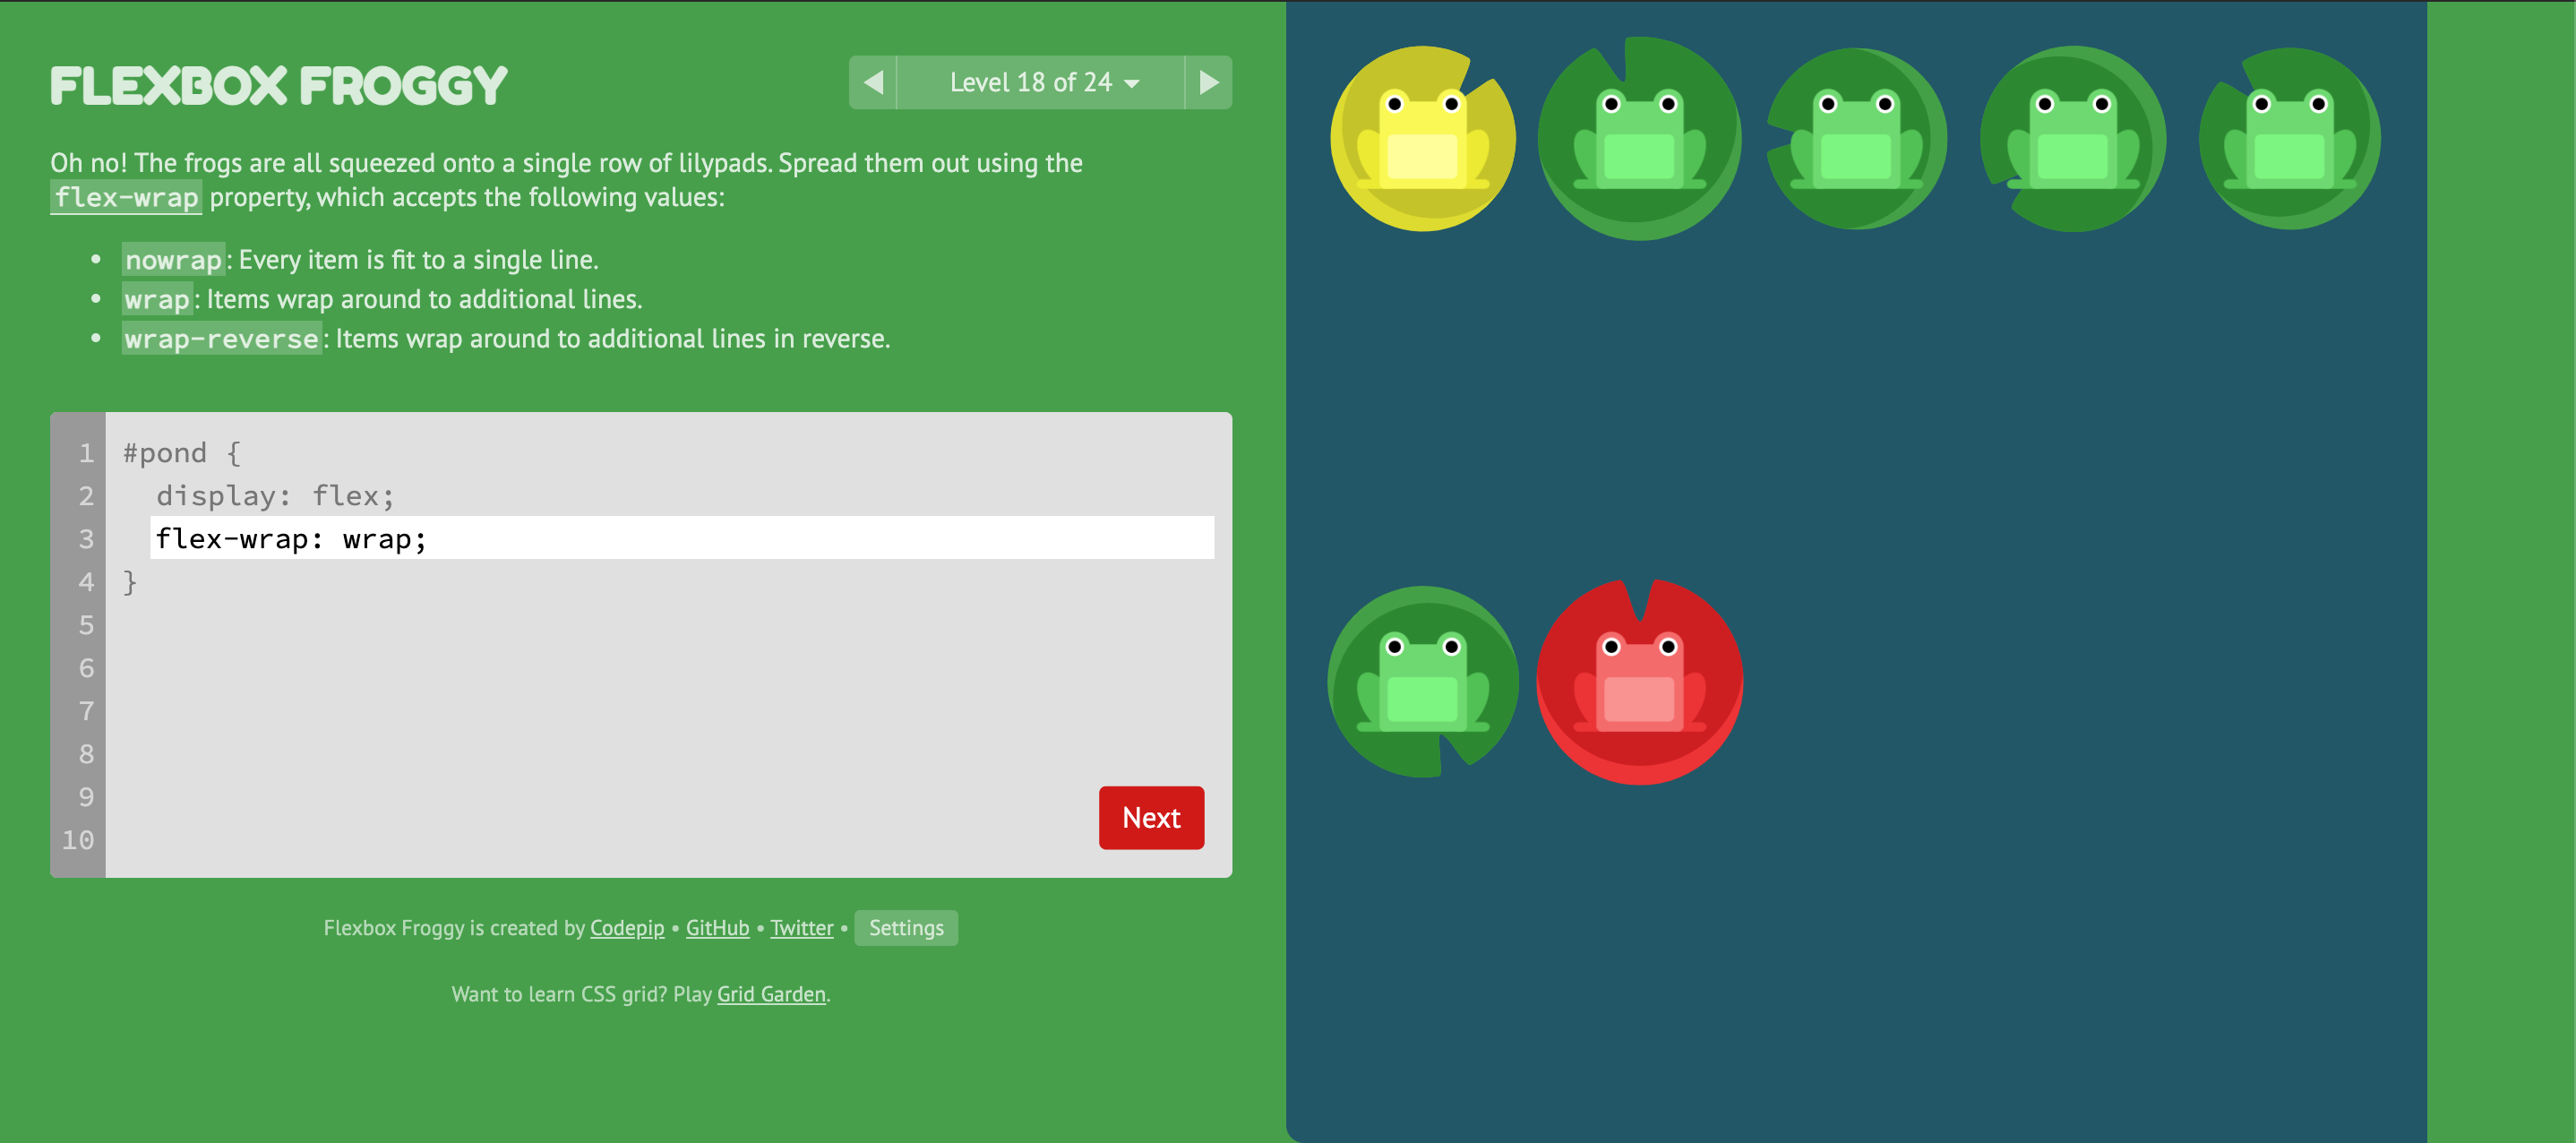 FLEXBOX FROGGY
Level 18 of 24
Oh no! The frogs are all squeezed onto a single row of lilypads. Spread them out using the
flex-wrap property, which accepts the following values:
• nowrap: Every item is fit to a single line.
• wrap: Items wrap around to additional lines.
• wrap-reverse: Items wrap around to additional lines in reverse.
1 #pond {
2 display: flex;
3 flex-wrap: wrap;
4 }
5
6
7
8
9
10
Next
Flexbox Froggy is created by Codepip • GitHub • Twitter • Settings
Want to learn CSS grid? Play Grid Garden.